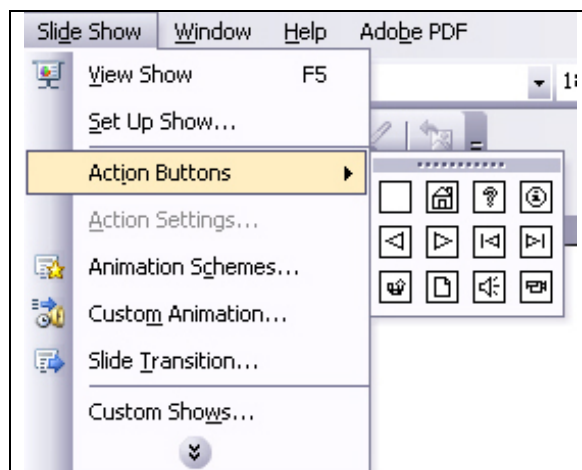 Slide Show Window Help Adobe PDF
View Show F5
Set Up Show...
Action Buttons
Action Settings...
Animation Schemes...
Custom Animation...
Slide Transition...
Custom Shows...